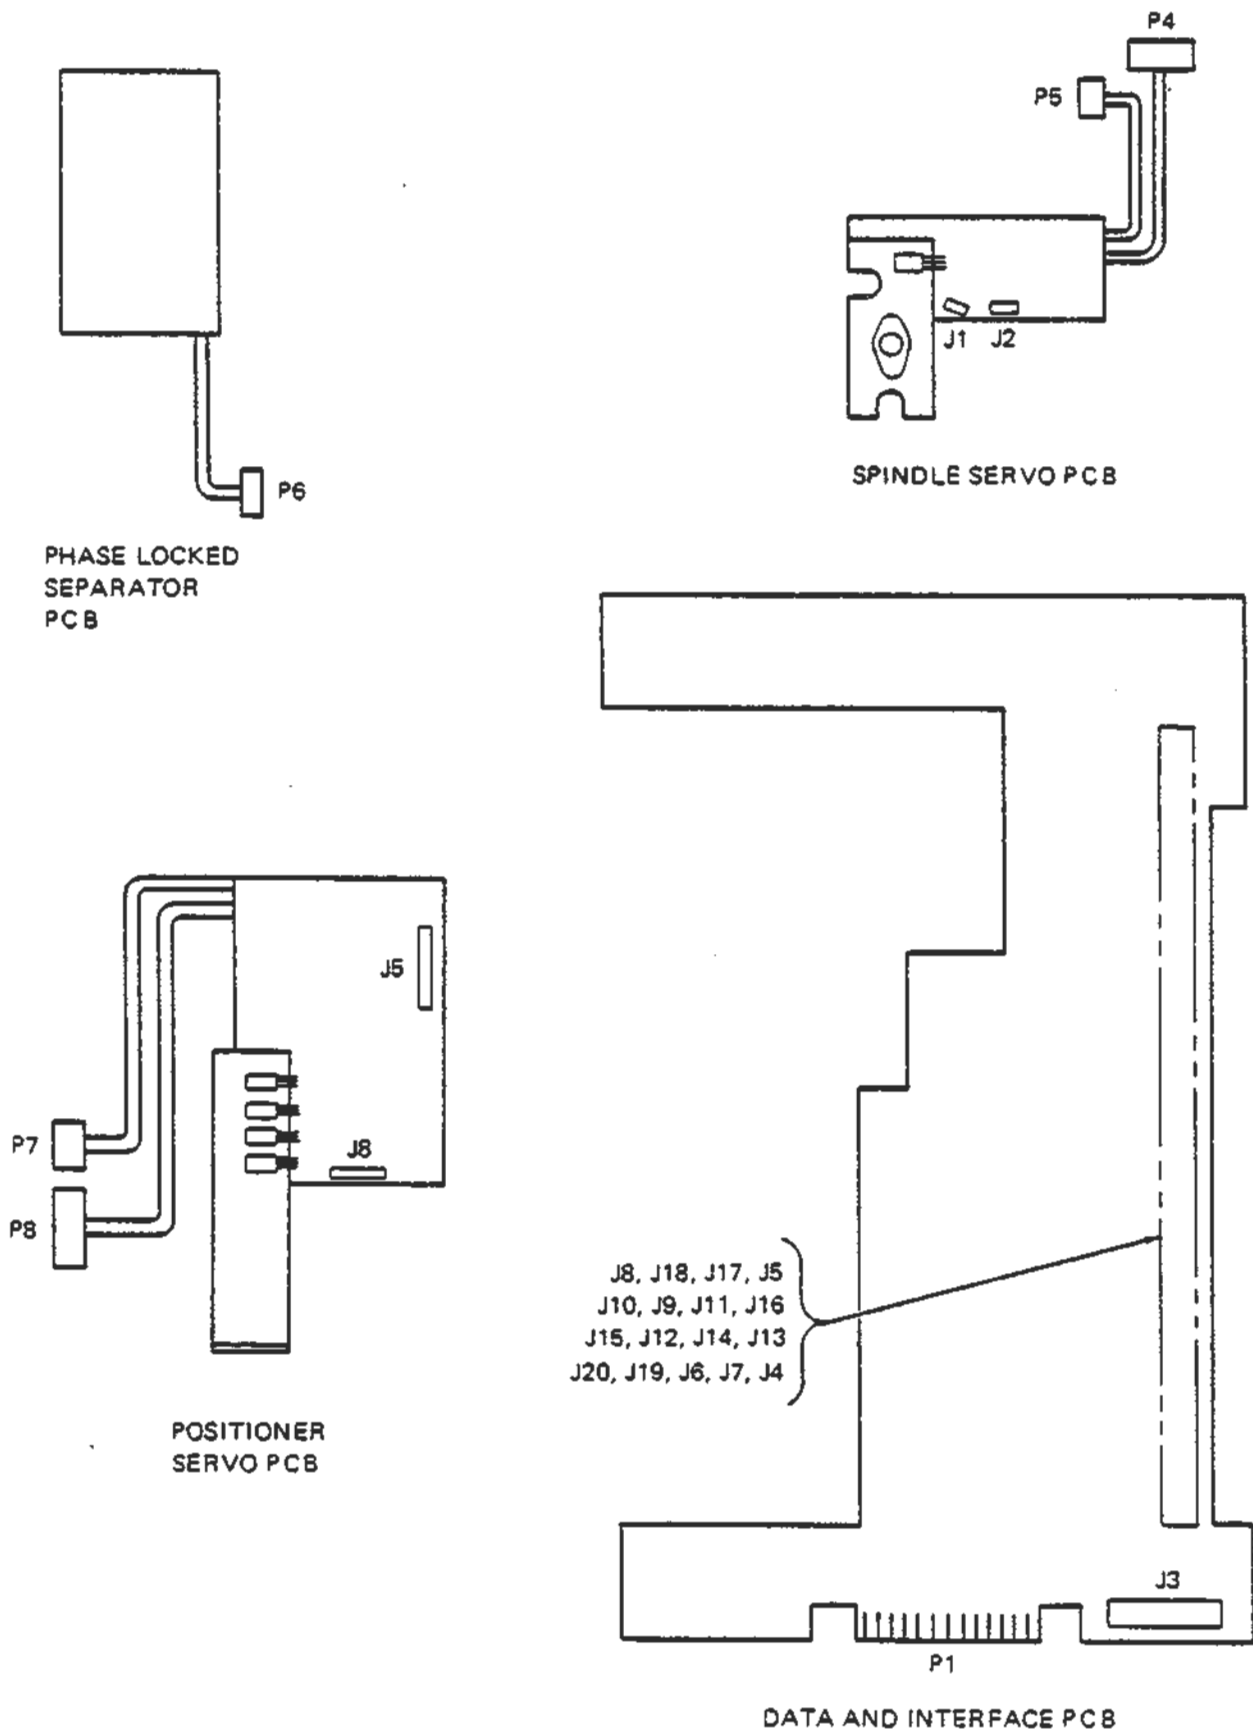 P4
P5
J1 J2
SPINDLE SERVO PCB
P6
PHASE LOCKED
SEPARATOR
PCB
J5
P7
J8
P8
POSITIONER
SERVO PCB
J8, J18, J17, J5
J10, J9, J11, J16
J15, J12, J14, J13
J20, J19, J6, J7, J4
J3
P1
DATA AND INTERFACE PCB